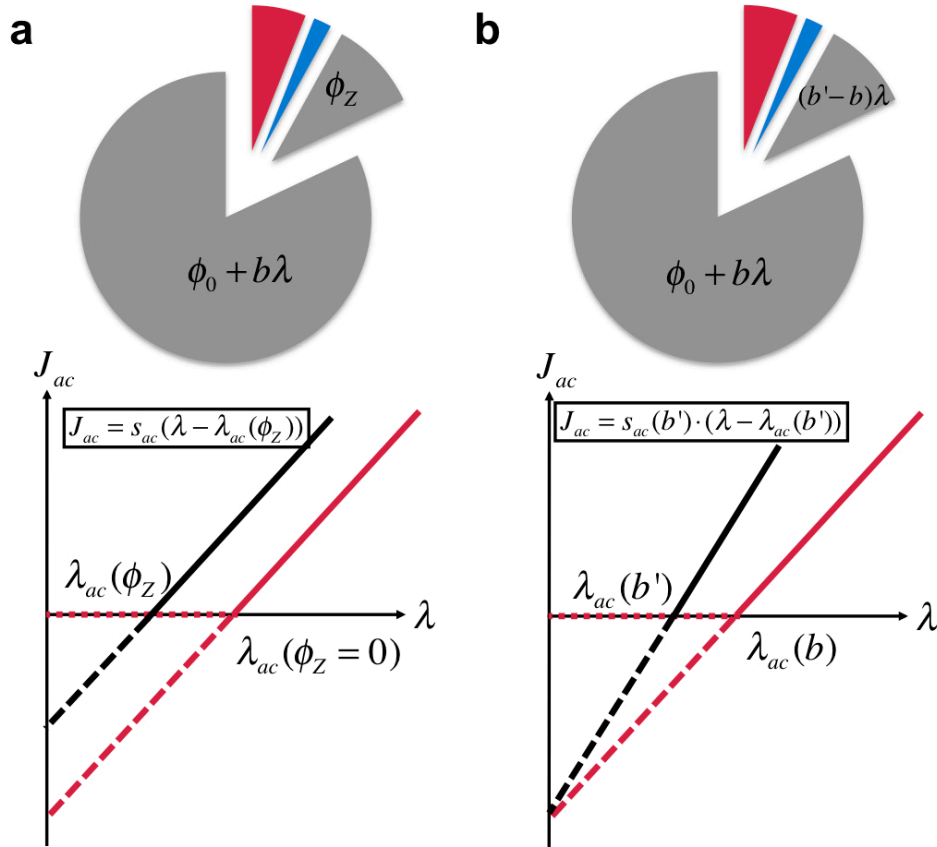 a
ϕ_Z
ϕ_0 + bλ
J_ac
J_ac = s_ac(λ − λ_ac(ϕ_Z))
λ_ac(ϕ_Z)
λ
λ_ac(ϕ_Z = 0)
b
(b'−b)λ
ϕ_0 + bλ
J_ac
J_ac = s_ac(b')·(λ − λ_ac(b'))
λ_ac(b')
λ
λ_ac(b)